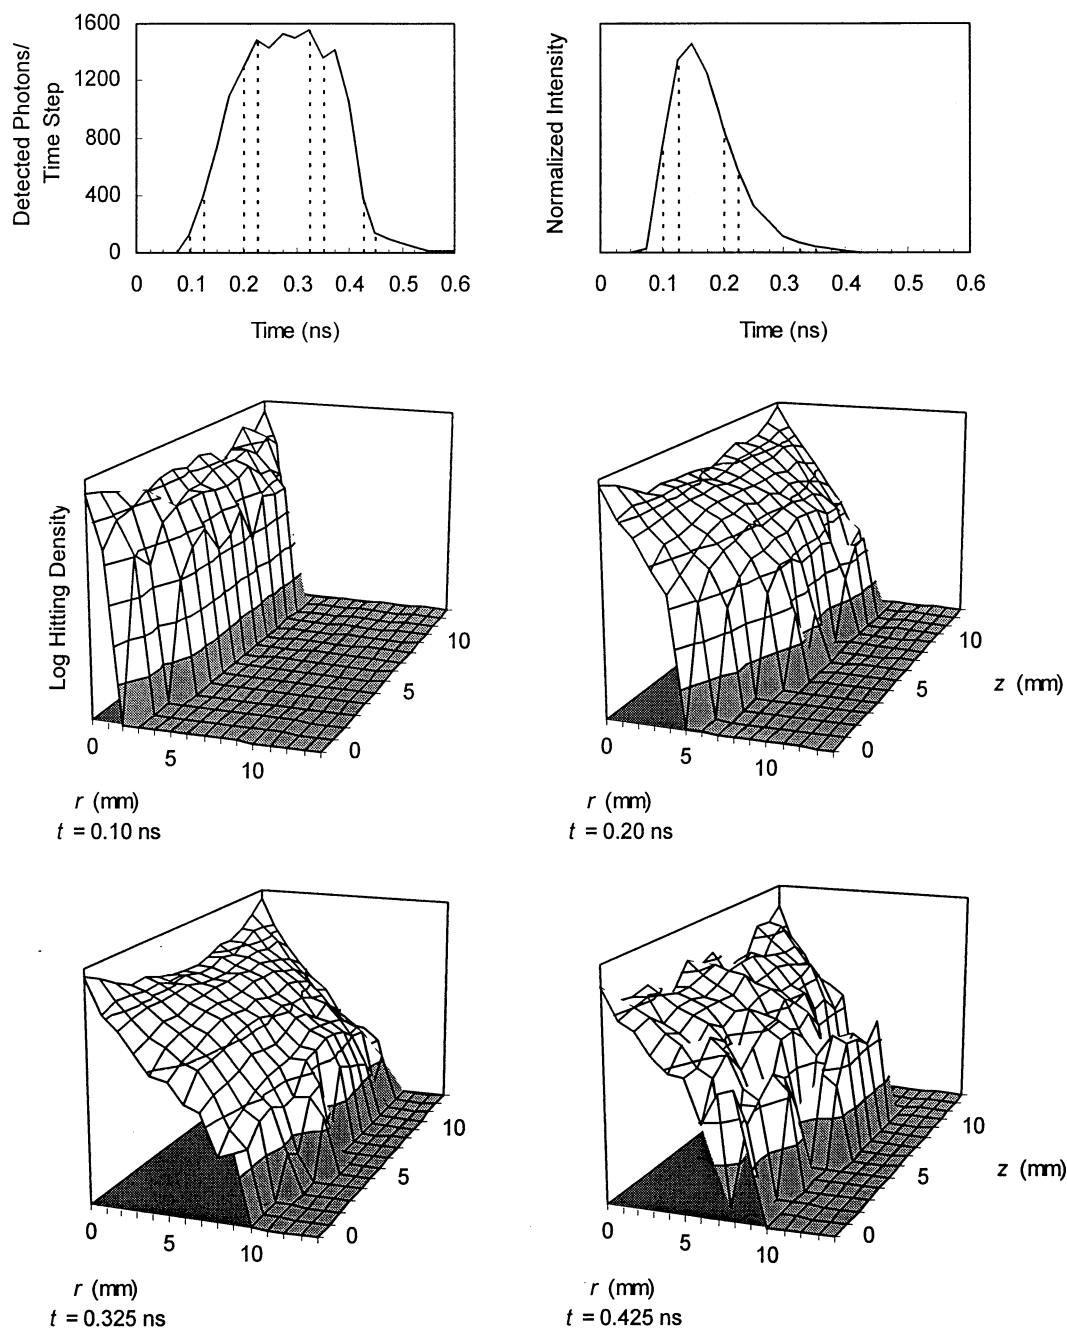 Detected Photons/
Time Step
1600
1200
800
400
0
0 0.1 0.2 0.3 0.4 0.5 0.6
Time (ns)
Normalized Intensity
0 0.1 0.2 0.3 0.4 0.5 0.6
Time (ns)
Log Hitting Density
0 5 10
0 5 10
r (mm)
t = 0.10 ns
0 5 10
0 5 10
z (mm)
r (mm)
t = 0.20 ns
0 5 10
0 5 10
r (mm)
t = 0.325 ns
0 5 10
0 5 10
z (mm)
r (mm)
t = 0.425 ns